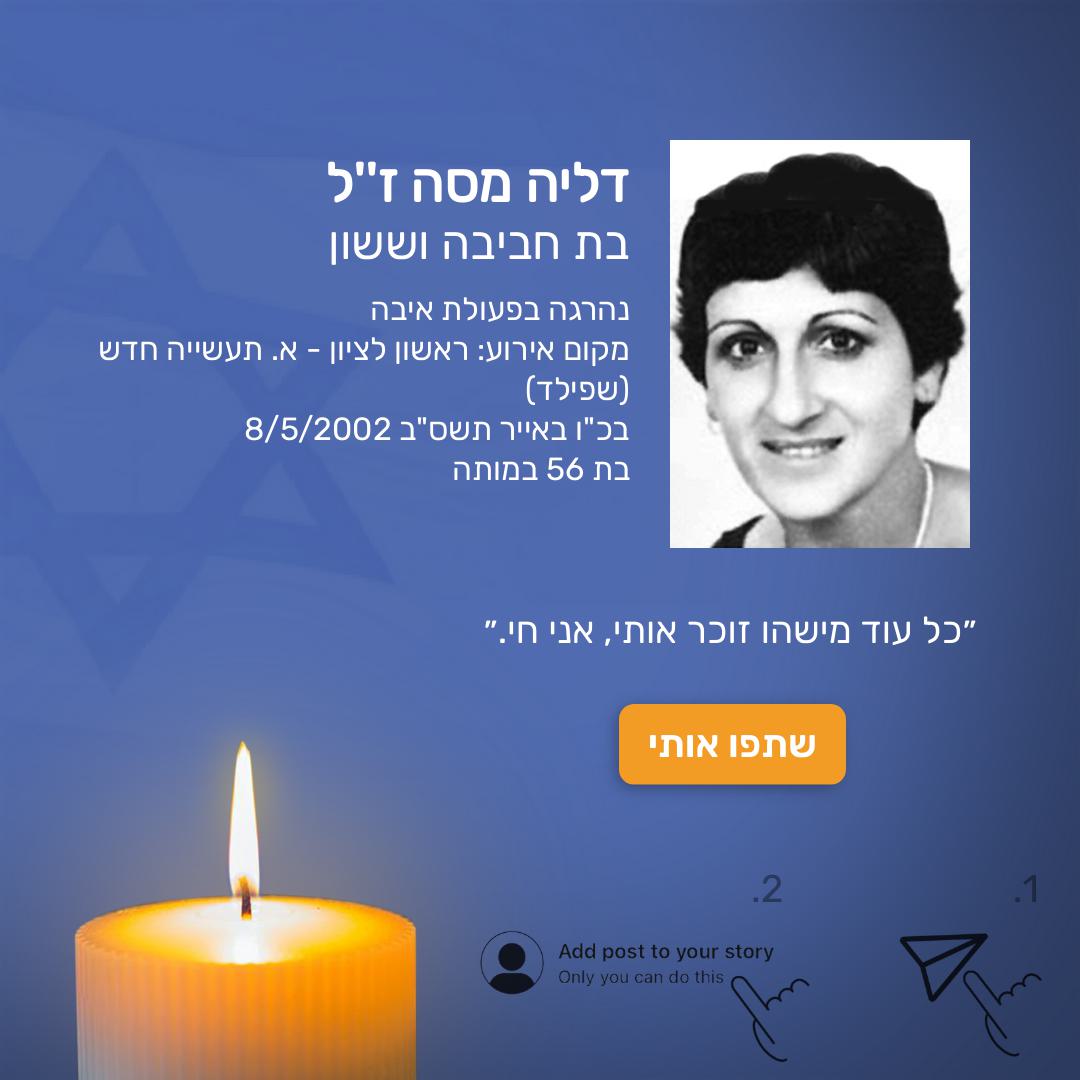 דליה מסה ז"ל
בת חביבה וששון
נהרגה בפעולת איבה
מקום אירוע: ראשון לציון - א. תעשייה חדש
(שפילד)
בכ"ו באייר תשס"ב 8/5/2002
בת 56 במותה
״כל עוד מישהו זוכר אותי, אני חי.״
שתפו אותי
1.
2.
Add post to your story
Only you can do this